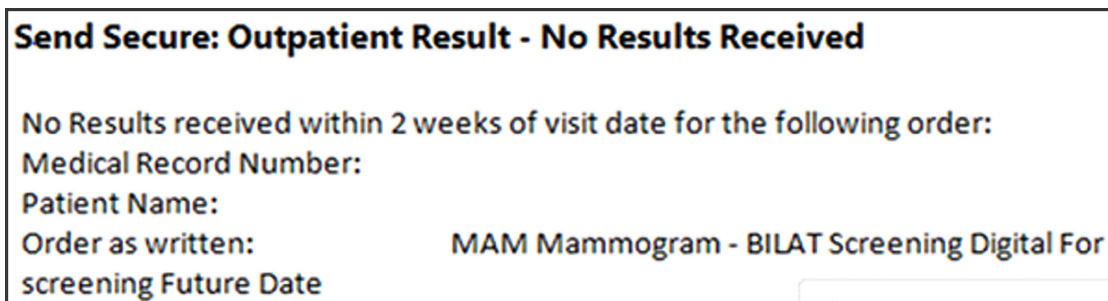 Send Secure: Outpatient Result - No Results Received
No Results received within 2 weeks of visit date for the following order:
Medical Record Number:
Patient Name:
Order as written: MAM Mammogram - BILAT Screening Digital For
screening Future Date